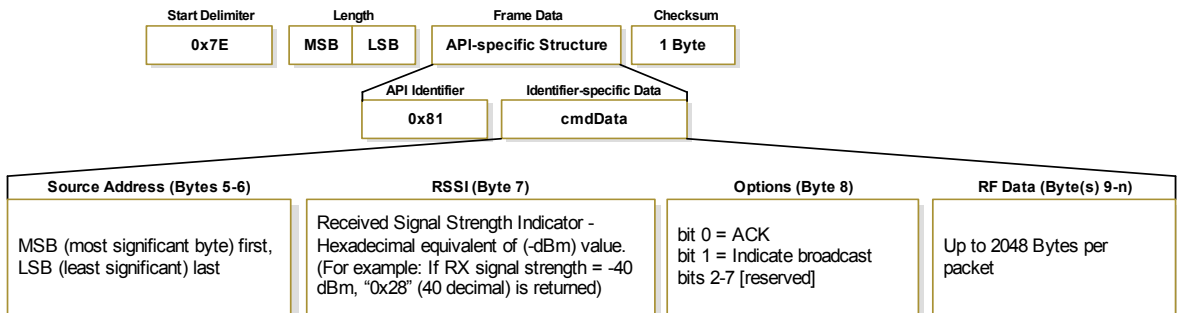 Start Delimiter
Length
Frame Data
Checksum
0x7E
MSB
LSB
API-specific Structure
1 Byte
API Identifier
Identifier-specific Data
0x81
cmdData
Source Address (Bytes 5-6)
MSB (most significant byte) first,
LSB (least significant) last
RSSI (Byte 7)
Received Signal Strength Indicator -
Hexadecimal equivalent of (-dBm) value.
(For example: If RX signal strength = -40
dBm, “0x28” (40 decimal) is returned)
Options (Byte 8)
bit 0 = ACK
bit 1 = Indicate broadcast
bits 2-7 [reserved]
RF Data (Byte(s) 9-n)
Up to 2048 Bytes per
packet